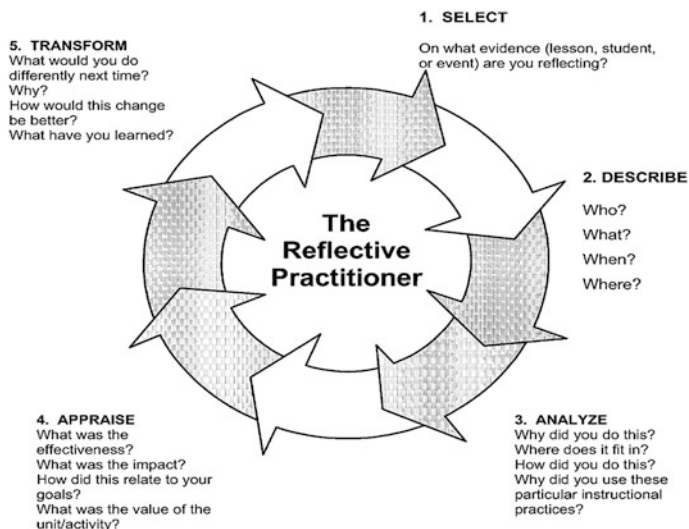 1. SELECT
On what evidence (lesson, student,
or event) are you reflecting?
2. DESCRIBE
Who?
What?
When?
Where?
3. ANALYZE
Why did you do this?
Where does it fit in?
How did you do this?
Why did you use these
particular instructional
practices?
4. APPRAISE
What was the
effectiveness?
What was the impact?
How did this relate to your
goals?
What was the value of the
unit/activity?
5. TRANSFORM
What would you do
differently next time?
Why?
How would this change
be better?
What have you learned?
The
Reflective
Practitioner